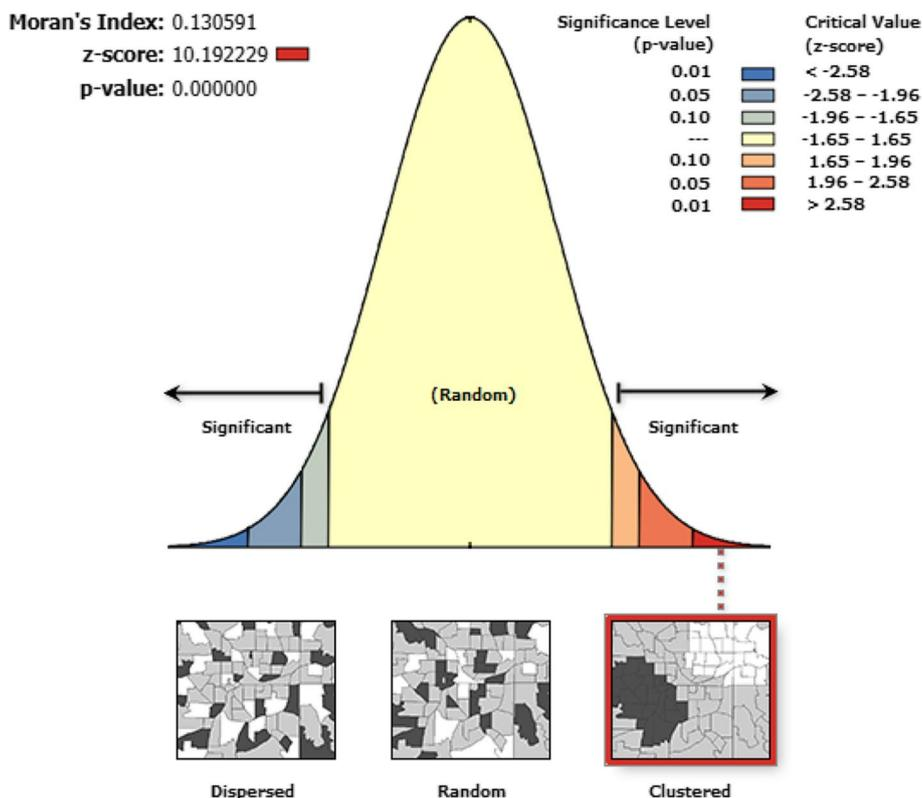 Moran's Index: 0.130591
z-score: 10.192229
p-value: 0.000000
Significance Level
(p-value)
Critical Value
(z-score)
0.01 < -2.58
0.05 -2.58 – -1.96
0.10 -1.96 – -1.65
--- -1.65 – 1.65
0.10 1.65 – 1.96
0.05 1.96 – 2.58
0.01 > 2.58
(Random)
Significant
Significant
Dispersed
Random
Clustered